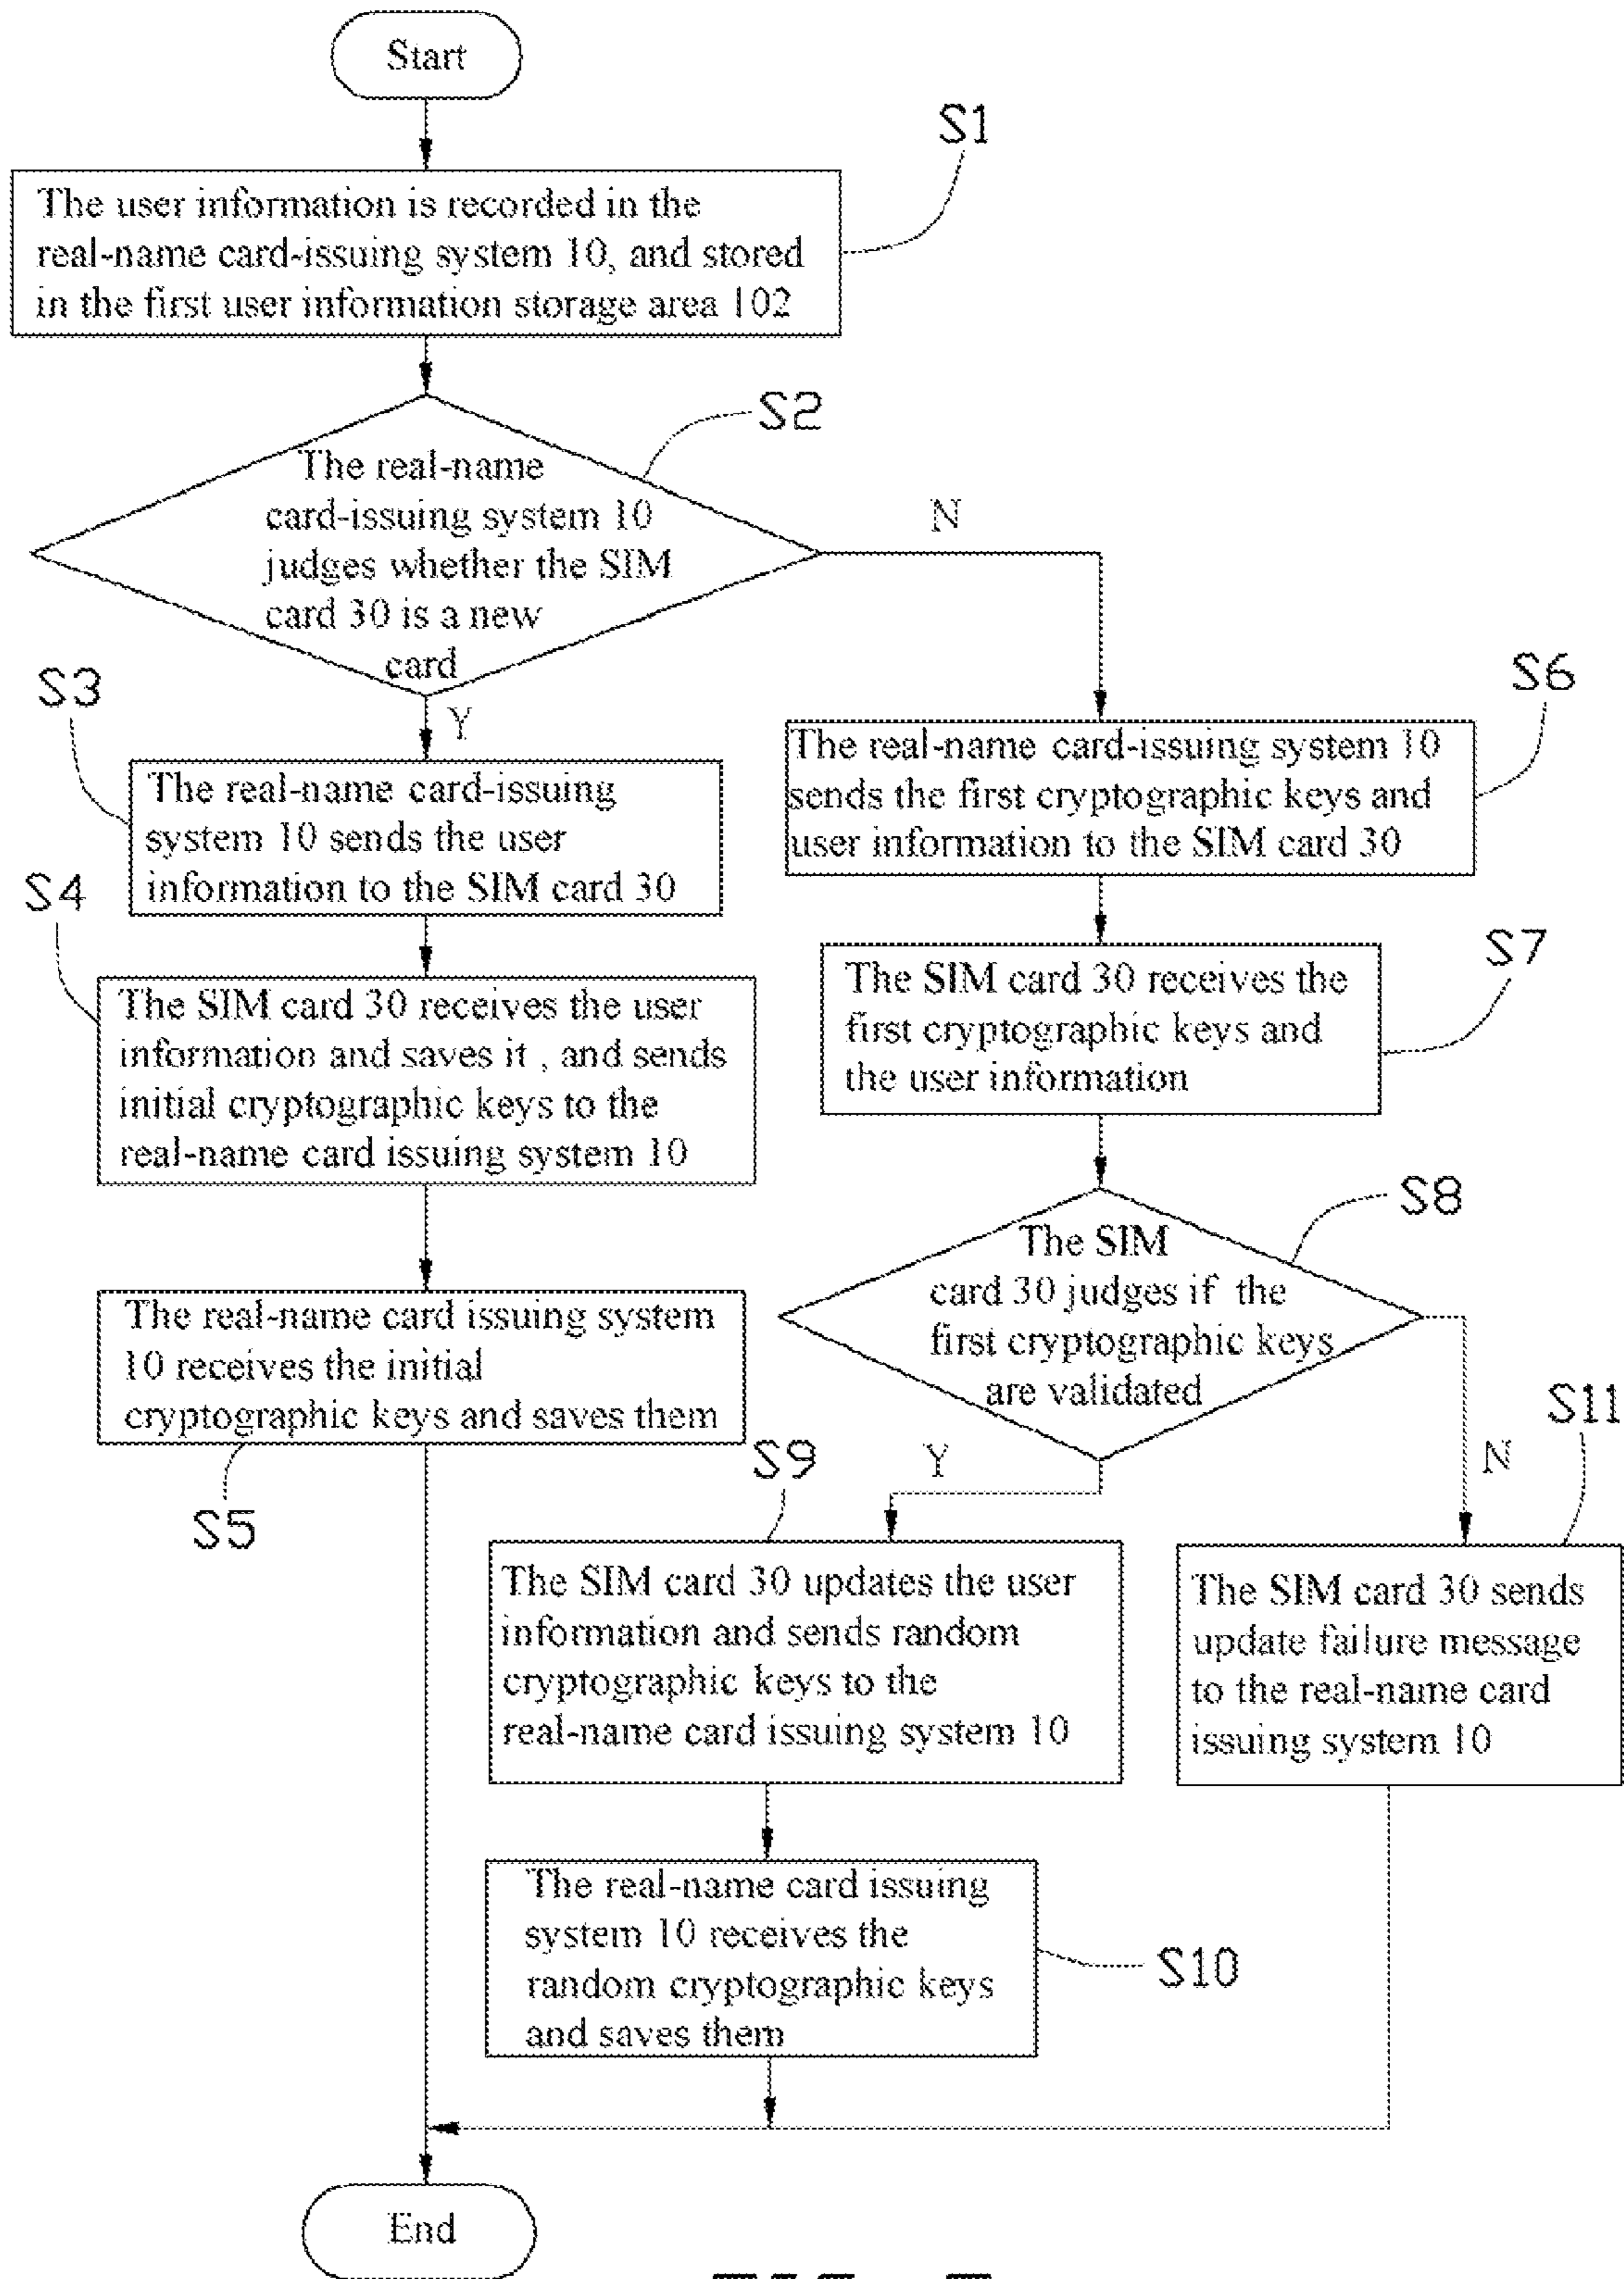 Start
S1
The user information is recorded in the
real-name card-issuing system 10, and stored
in the first user information storage area 102
S2
The real-name
card-issuing system 10
judges whether the SIM
card 30 is a new
card
N
Y
S3
The real-name card-issuing
system 10 sends the user
information to the SIM card 30
S6
The real-name card-issuing system 10
sends the first cryptographic keys and
user information to the SIM card 30
S4
The SIM card 30 receives the user
information and saves it , and sends
initial cryptographic keys to the
real-name card issuing system 10
S7
The SIM card 30 receives the
first cryptographic keys and
the user information
S8
The SIM
card 30 judges if the
first cryptographic keys
are validated
The real-name card issuing system
10 receives the initial
cryptographic keys and saves them
S5
Y
N
S9
The SIM card 30 updates the user
information and sends random
cryptographic keys to the
real-name card issuing system 10
S11
The SIM card 30 sends
update failure message
to the real-name card
issuing system 10
The real-name card issuing
system 10 receives the
random cryptographic keys
and saves them
S10
End